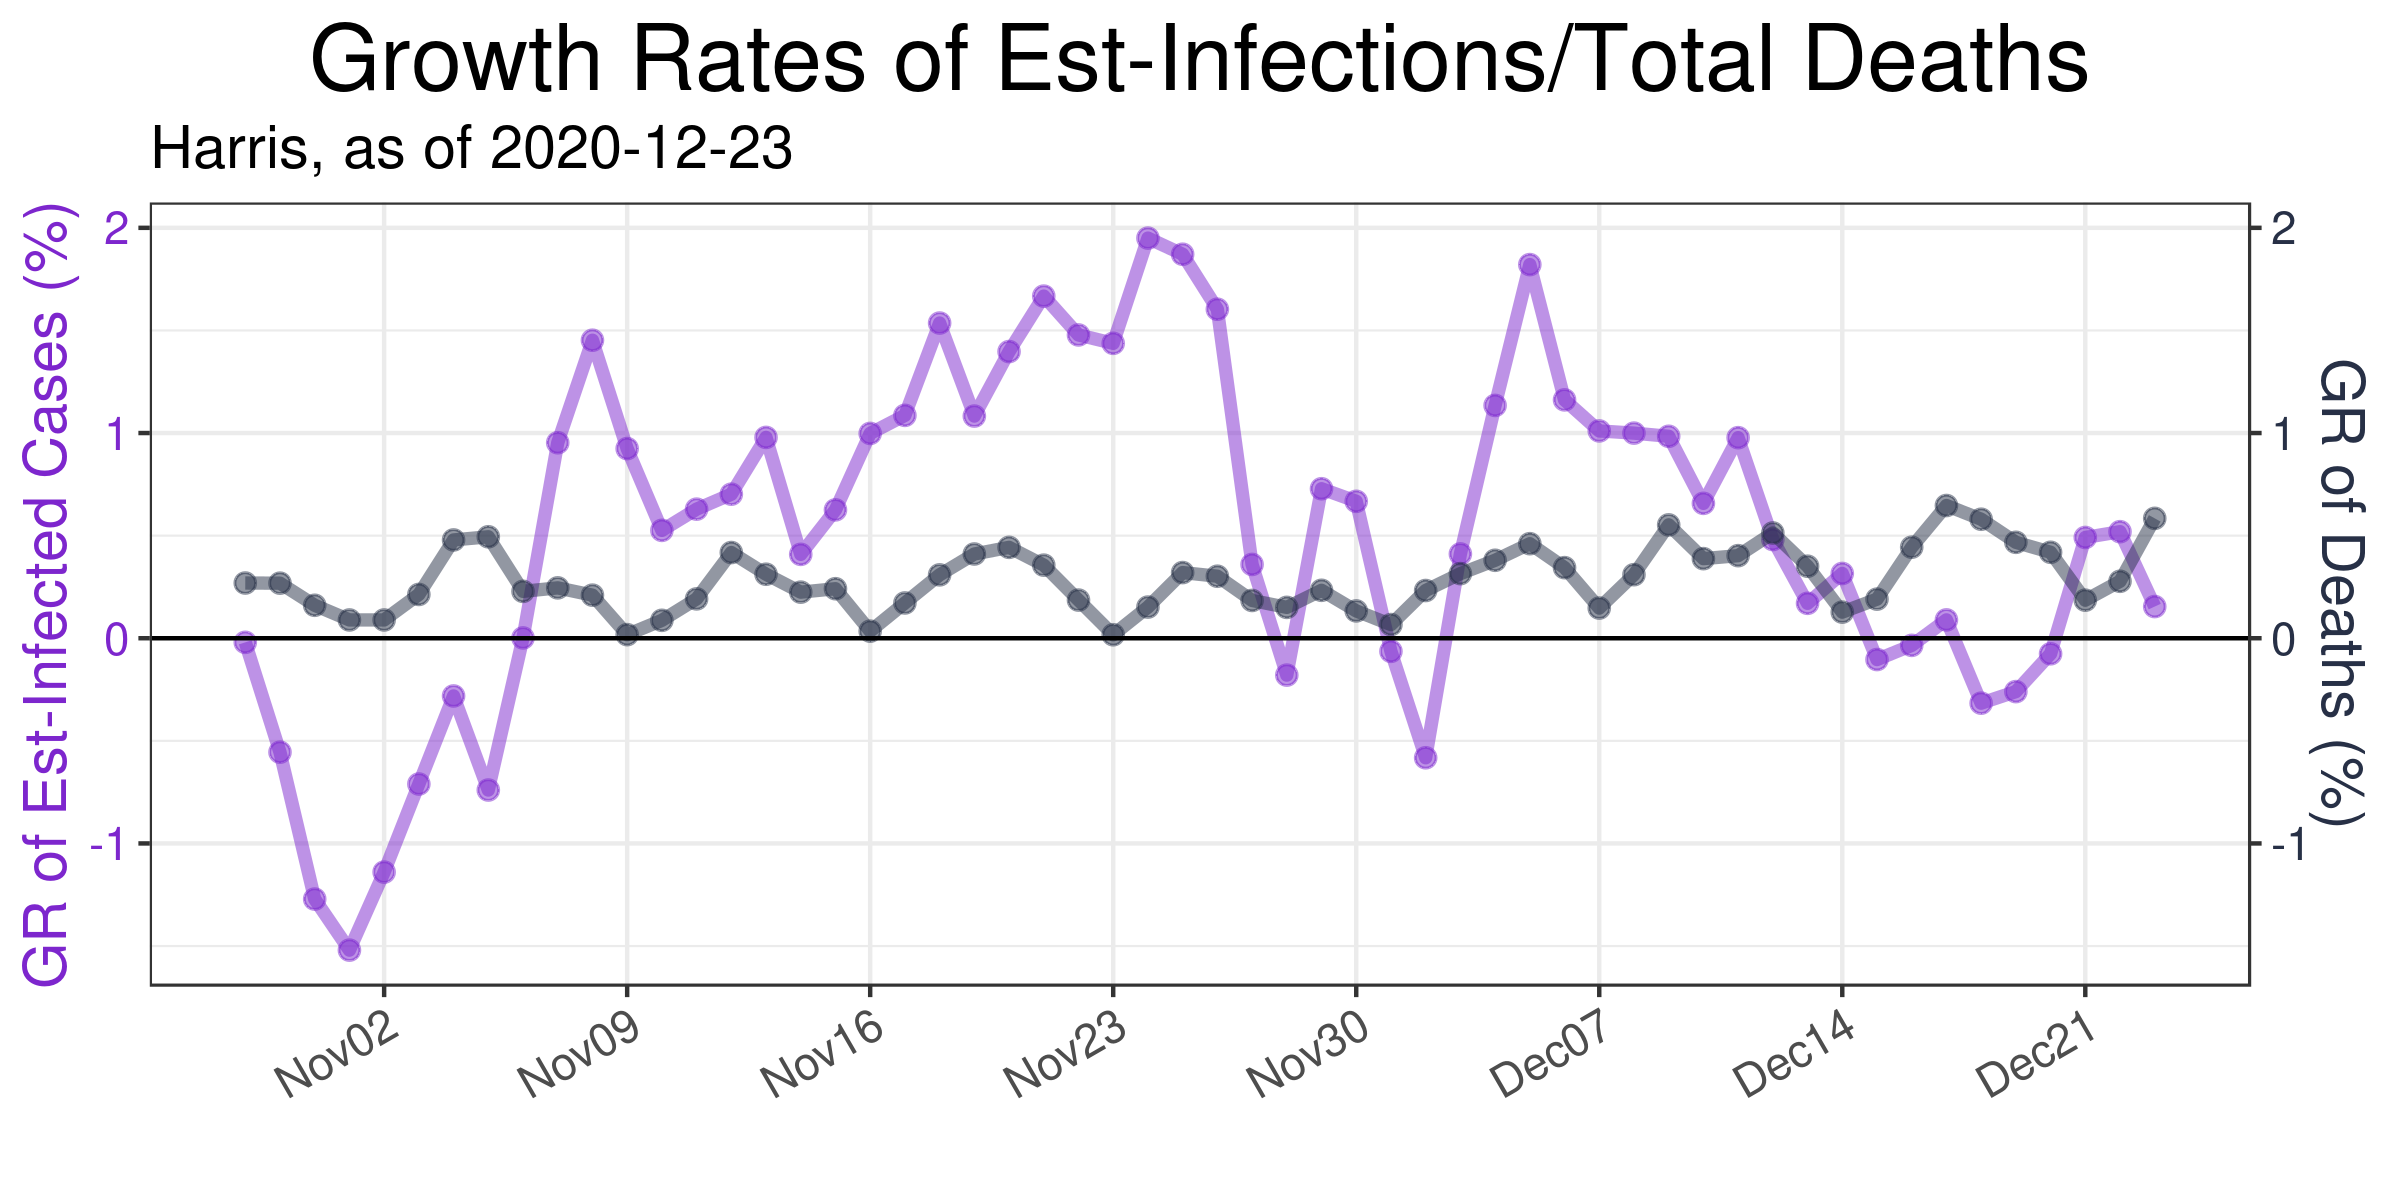 Growth Rates of Est-Infections/Total Deaths
Harris, as of 2020-12-23
GR of Est-Infected Cases (%)
2
1
0
-1
2
1
0
-1
GR of Deaths (%)
Nov02
Nov09
Nov16
Nov23
Nov30
Dec07
Dec14
Dec21